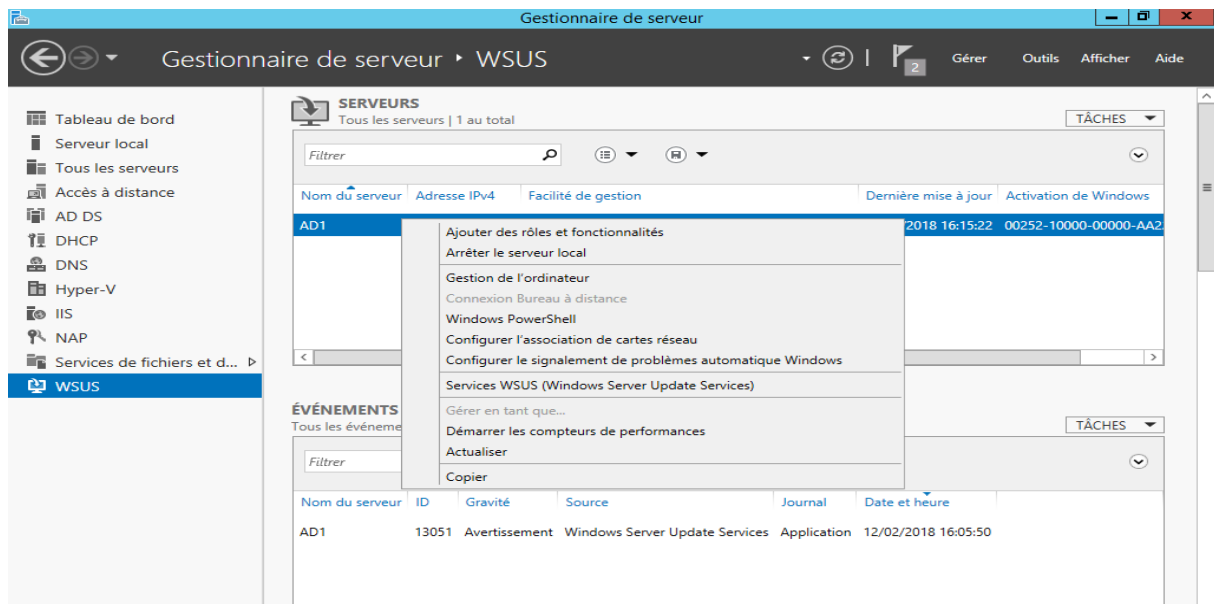 Gestionnaire de serveur
Gestionnaire de serveur ‣ WSUS
2
Gérer Outils Afficher Aide
Tableau de bord
Serveur local
Tous les serveurs
Accès à distance
AD DS
DHCP
DNS
Hyper-V
IIS
NAP
Services de fichiers et d...
WSUS
SERVEURS
Tous les serveurs | 1 au total
TÂCHES
Filtrer
Nom du serveur Adresse IPv4 Facilité de gestion Dernière mise à jour Activation de Windows
AD1 /2018 16:15:22 00252-10000-00000-AA2
Ajouter des rôles et fonctionnalités
Arrêter le serveur local
Gestion de l'ordinateur
Connexion Bureau à distance
Windows PowerShell
Configurer l'association de cartes réseau
Configurer le signalement de problèmes automatique Windows
Services WSUS (Windows Server Update Services)
Gérer en tant que...
Démarrer les compteurs de performances
Actualiser
Copier
ÉVÉNEMENTS
Tous les événeme
TÂCHES
Filtrer
Nom du serveur ID Gravité Source Journal Date et heure
AD1 13051 Avertissement Windows Server Update Services Application 12/02/2018 16:05:50